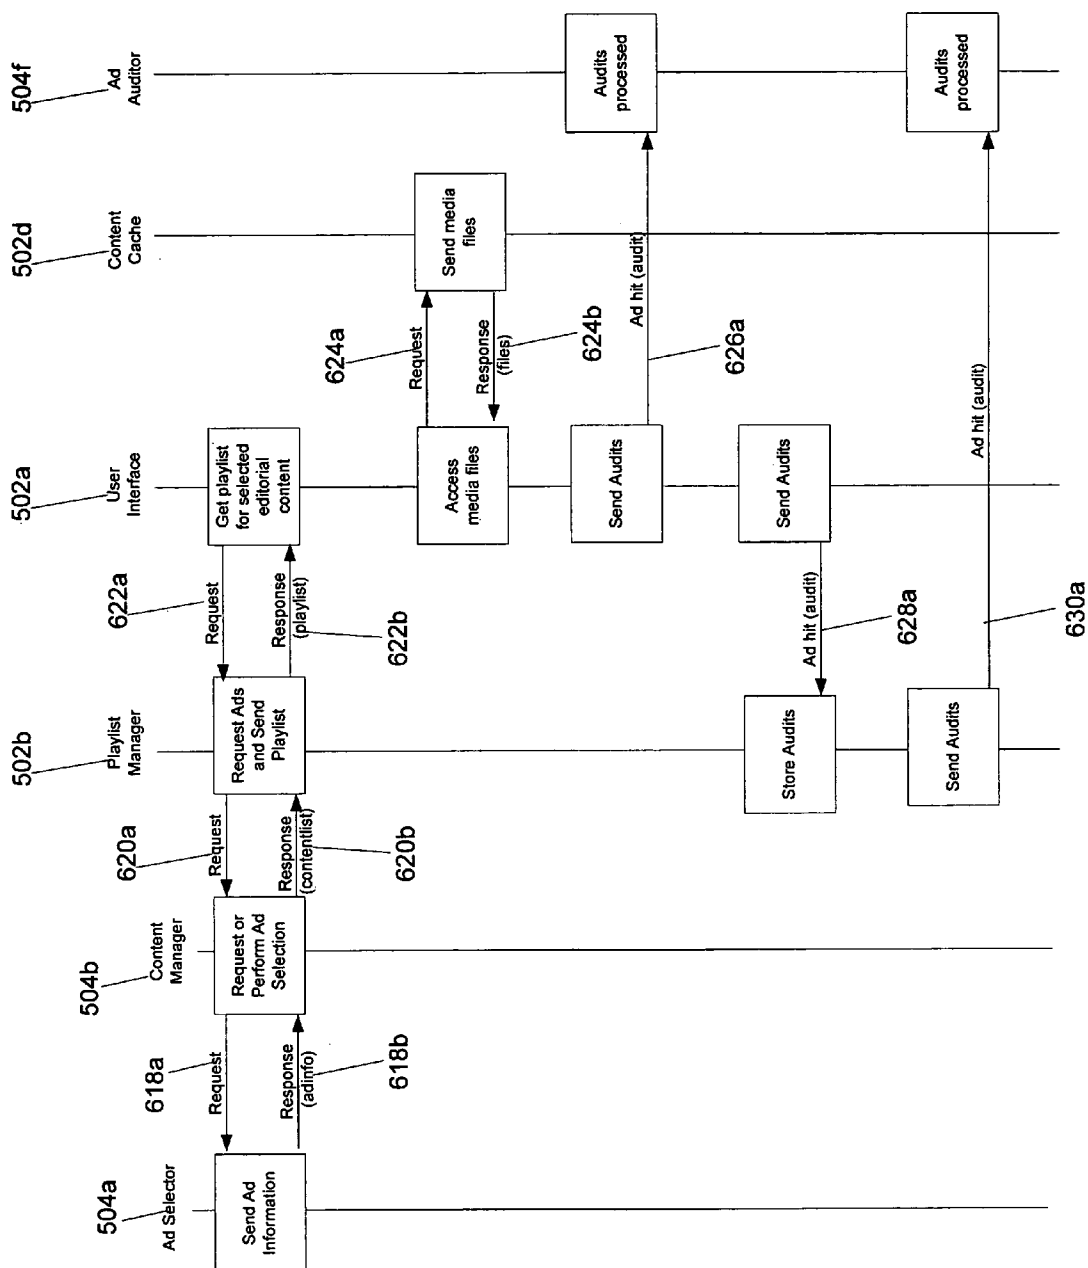 504a
Ad Selector
504b
Content
Manager
502b
Playlist
Manager
502a
User
Interface
502d
Content
Cache
504f
Ad
Auditor
Send Ad
Information
618a
Request
Response
(adinfo)
618b
Request or
Perform Ad
Selection
620a
Request
Response
(contentlist)
620b
Request Ads
and Send
Playlist
622a
Request
Response
(playlist)
622b
Get playlist
for selected
editorial
content
Access
media files
624a
Request
Response
(files)
624b
Send media
files
Send Audits
Ad hit (audit)
626a
Audits
processed
Send Audits
Ad hit (audit)
628a
Store Audits
Send Audits
Ad hit (audit)
630a
Audits
processed